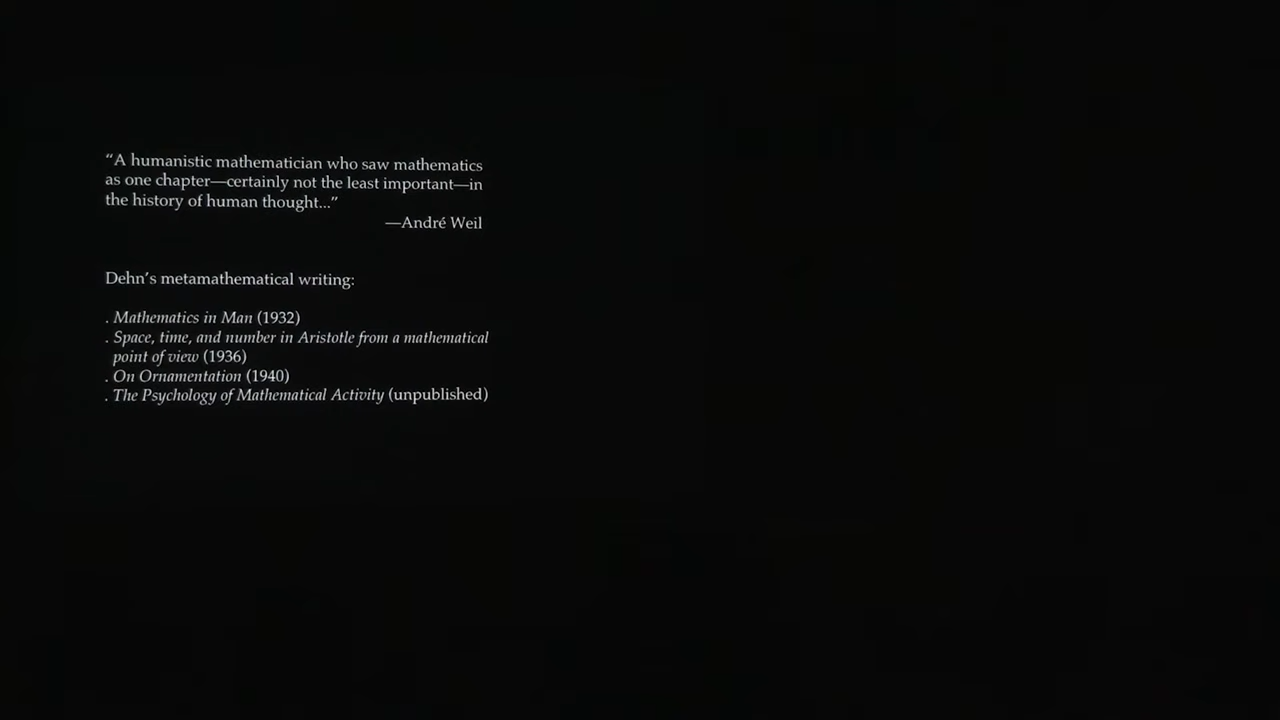 “A humanistic mathematician who saw mathematics
as one chapter—certainly not the least important—in
the history of human thought...”
—André Weil
Dehn’s metamathematical writing:
. Mathematics in Man (1932)
. Space, time, and number in Aristotle from a mathematical
point of view (1936)
. On Ornamentation (1940)
. The Psychology of Mathematical Activity (unpublished)